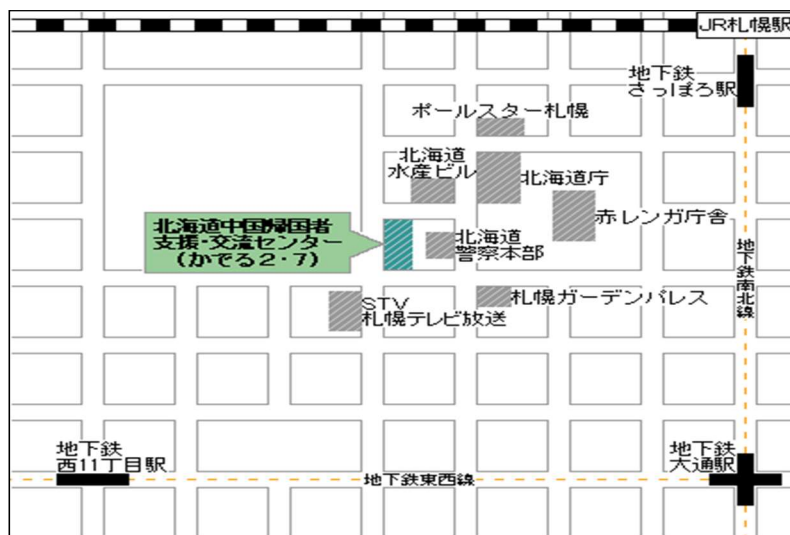 JR札幌駅
地下鉄
さっぽろ駅
ポールスター札幌
北海道
水産ビル
北海道庁
赤レンガ庁舎
北海道中国帰国者
支援・交流センター
(かでる2・7)
北海道
警察本部
地下鉄南北線
STV
札幌テレビ放送
札幌ガーデンパレス
地下鉄
西11丁目駅
地下鉄東西線
地下鉄
大通駅